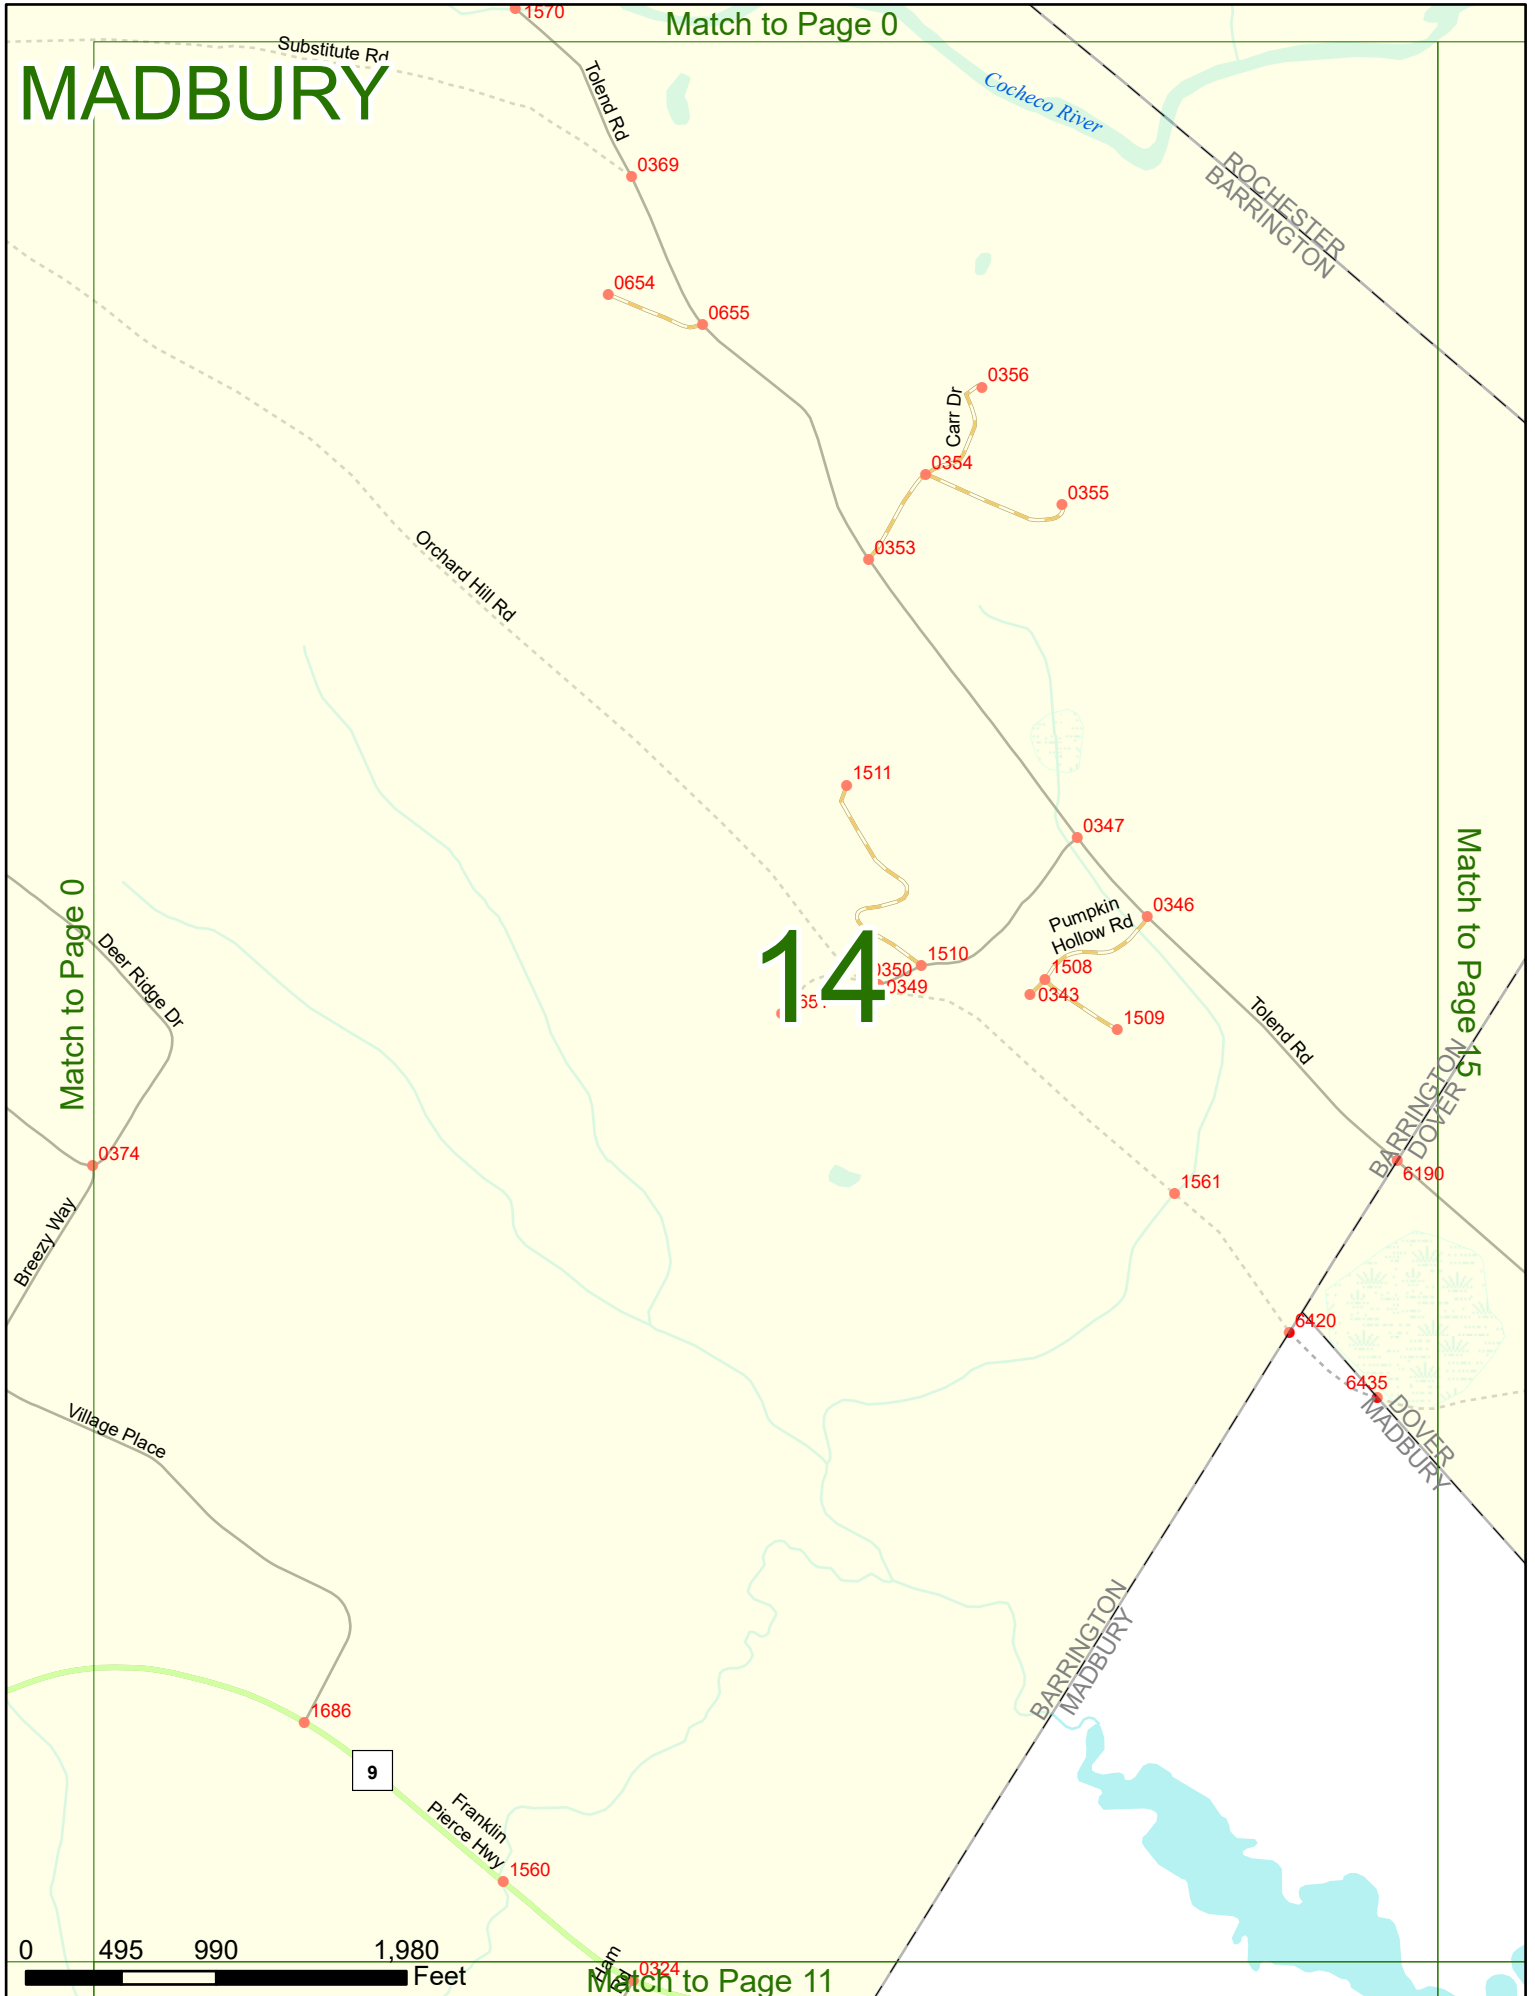 1570
Match to Page 0
Substitute Rd
MADBURY
Tolend Rd
Cocheco River
0369
ROCHESTER
BARRINGTON
0654
0655
0356
Carr Dr
0354
0355
0353
Orchard Hill Rd
1511
0347
Match to Page 15
Match to Page 0
0346
Pumpkin
Hollow Rd
Deer Ridge Dr
14
1510
0350
0349
1508
0343
1509
Tolend Rd
BARRINGTON
DOVER
0374
6190
1561
Breezy Way
6420
6435
DOVER
MADBURY
Village Place
BARRINGTON
MADBURY
1686
9
Franklin
Pierce Hwy
1560
0 495 990 1,980
Feet
Ham
Rd
0324
Match to Page 11